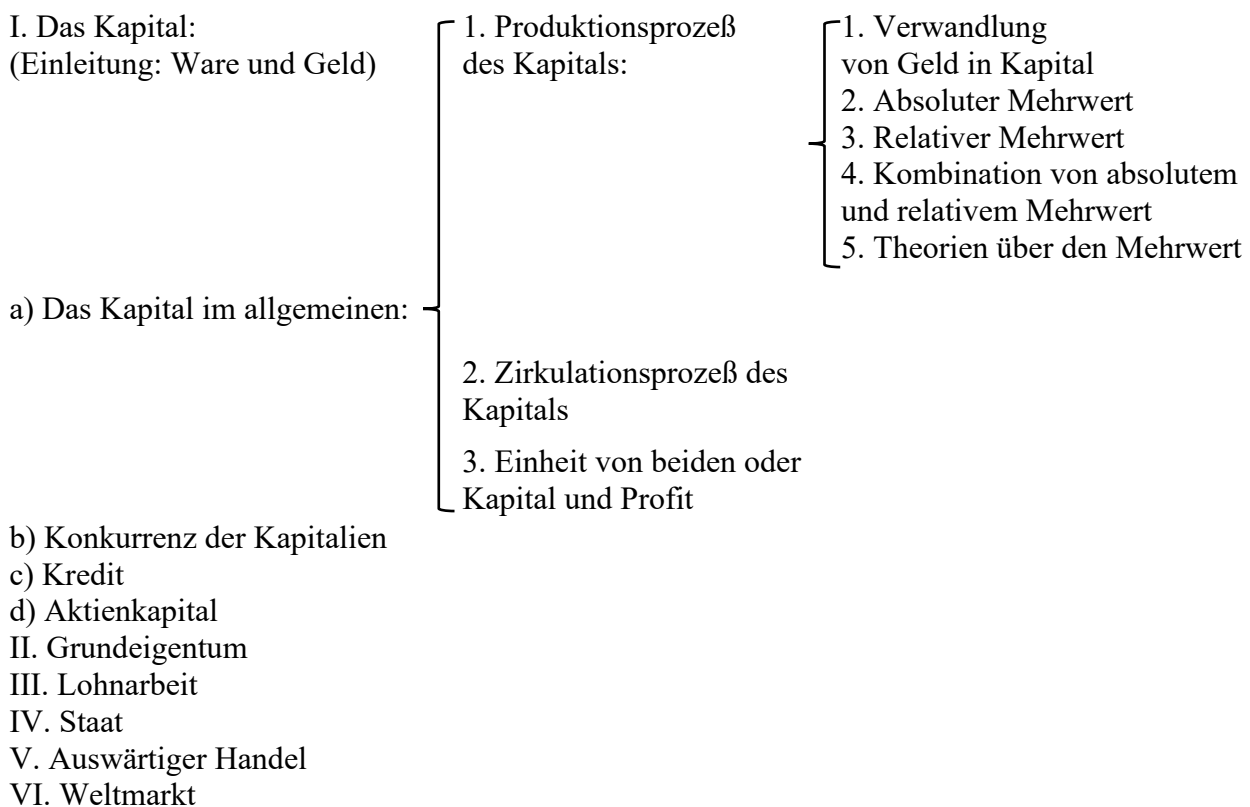 I. Das Kapital:
(Einleitung: Ware und Geld)
1. Produktionsprozeß
des Kapitals:
1. Verwandlung
von Geld in Kapital
2. Absoluter Mehrwert
3. Relativer Mehrwert
4. Kombination von absolutem
und relativem Mehrwert
5. Theorien über den Mehrwert
a) Das Kapital im allgemeinen:
2. Zirkulationsprozeß des
Kapitals
3. Einheit von beiden oder
Kapital und Profit
b) Konkurrenz der Kapitalien
c) Kredit
d) Aktienkapital
II. Grundeigentum
III. Lohnarbeit
IV. Staat
V. Auswärtiger Handel
VI. Weltmarkt